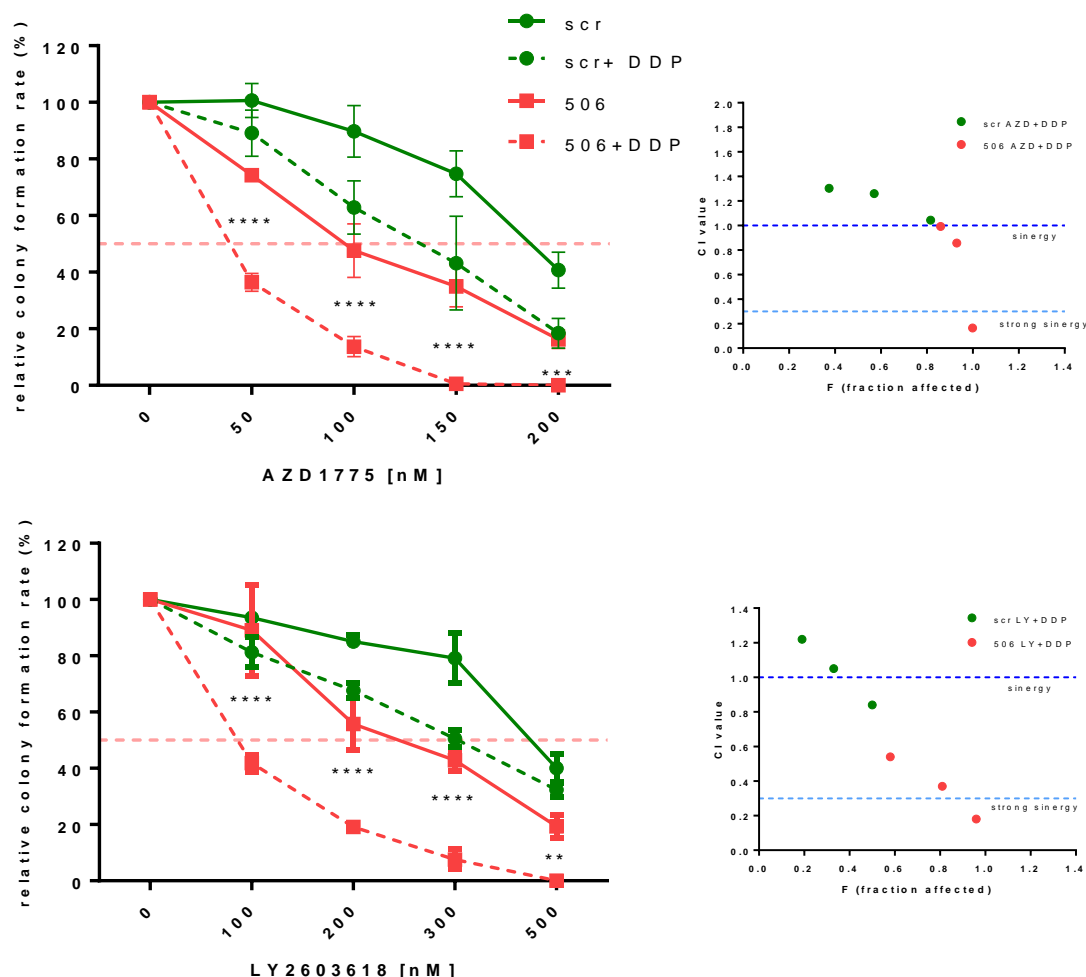 scr
scr+ DDP
506
506+DDP
relative colony formation rate (%)
120
100
80
60
40
20
0
****
****
****
***
0
50
100
150
200
AZD1775 [nM]
CI value
2.0
1.8
1.6
1.4
1.2
1.0
0.8
0.6
0.4
0.2
0.0
scr AZD+DDP
506 AZD+DDP
sinergy
strong sinergy
0.0 0.2 0.4 0.6 0.8 1.0 1.2 1.4
F (fraction affected)
relative colony formation rate (%)
120
100
80
60
40
20
0
****
****
****
**
0
100
200
300
500
LY2603618 [nM]
CI value
1.4
1.2
1.0
0.8
0.6
0.4
0.2
0.0
scr LY+DDP
506 LY+DDP
sinergy
strong sinergy
0.0 0.2 0.4 0.6 0.8 1.0 1.2 1.4
F (fraction affected)